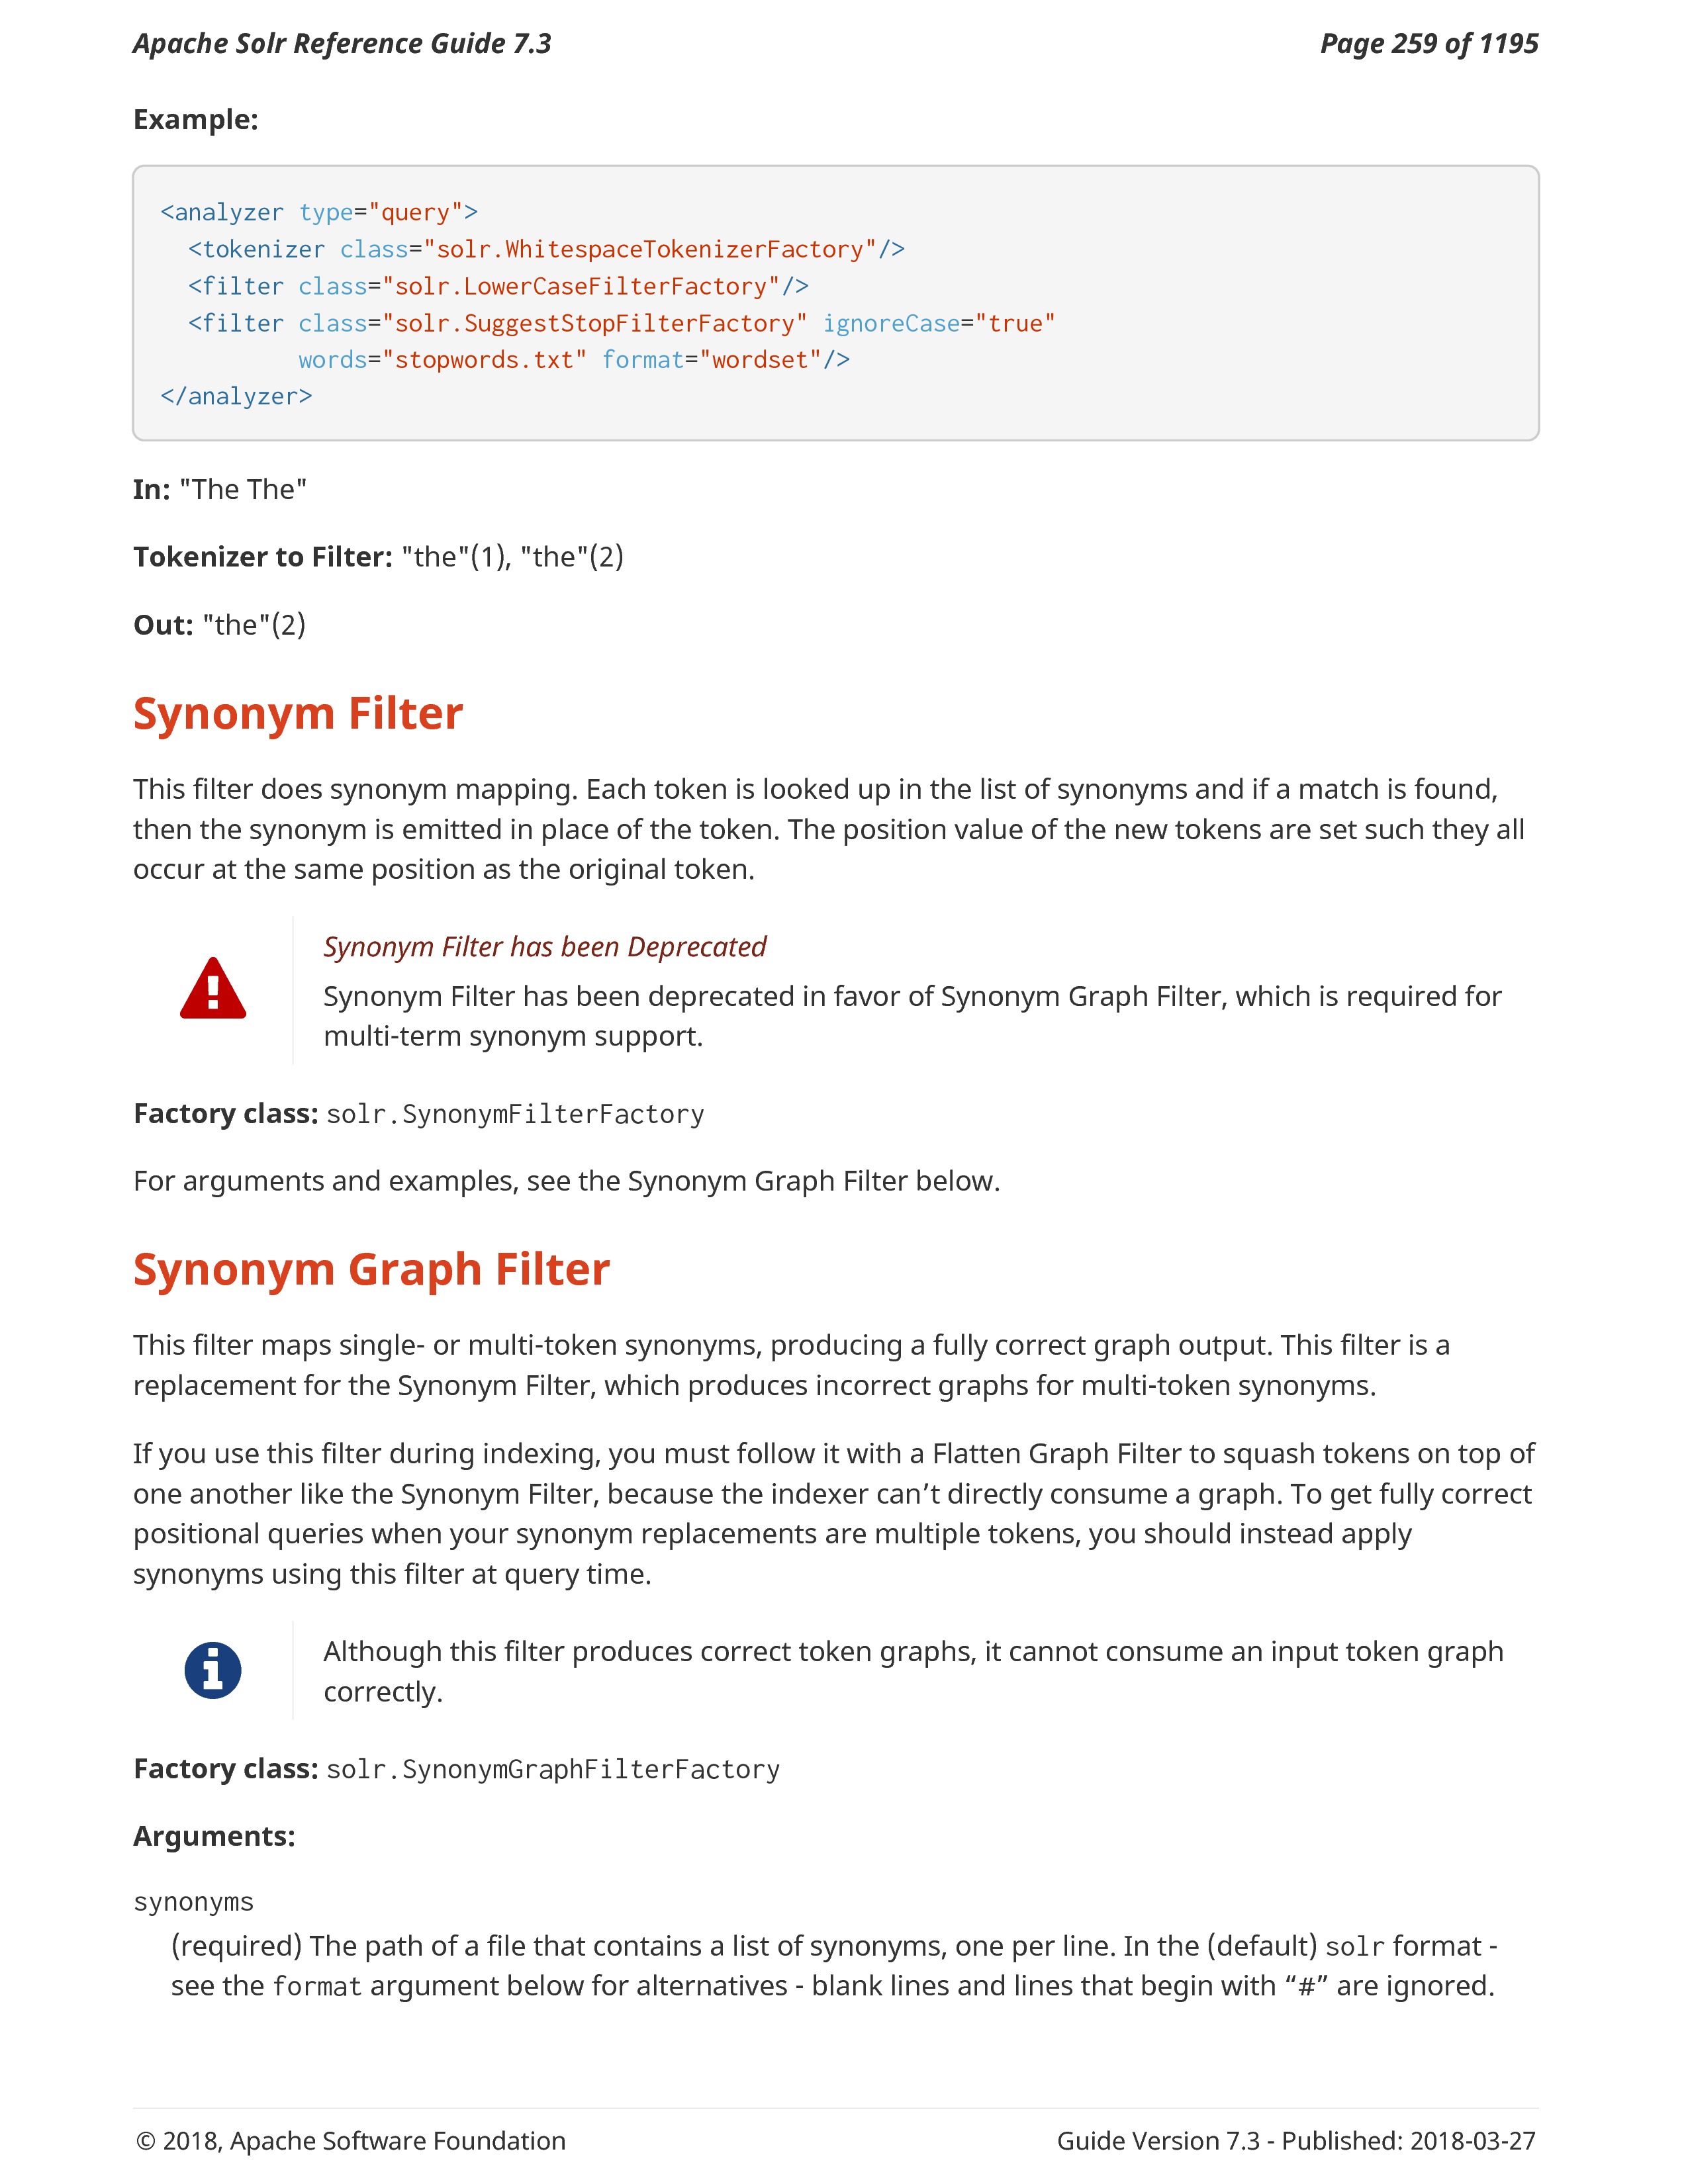 Apache Solr Reference Guide 7.3 Page 259 of 1195
Example:
<analyzer type="query">
  <tokenizer class="solr.WhitespaceTokenizerFactory"/>
  <filter class="solr.LowerCaseFilterFactory"/>
  <filter class="solr.SuggestStopFilterFactory" ignoreCase="true"
          words="stopwords.txt" format="wordset"/>
</analyzer>
In: "The The"
Tokenizer to Filter: "the"(1), "the"(2)
Out: "the"(2)
Synonym Filter
This filter does synonym mapping. Each token is looked up in the list of synonyms and if a match is found,
then the synonym is emitted in place of the token. The position value of the new tokens are set such they all
occur at the same position as the original token.
Synonym Filter has been Deprecated
Synonym Filter has been deprecated in favor of Synonym Graph Filter, which is required for
multi-term synonym support.
Factory class: solr.SynonymFilterFactory
For arguments and examples, see the Synonym Graph Filter below.
Synonym Graph Filter
This filter maps single- or multi-token synonyms, producing a fully correct graph output. This filter is a
replacement for the Synonym Filter, which produces incorrect graphs for multi-token synonyms.
If you use this filter during indexing, you must follow it with a Flatten Graph Filter to squash tokens on top of
one another like the Synonym Filter, because the indexer can’t directly consume a graph. To get fully correct
positional queries when your synonym replacements are multiple tokens, you should instead apply
synonyms using this filter at query time.
Although this filter produces correct token graphs, it cannot consume an input token graph
correctly.
Factory class: solr.SynonymGraphFilterFactory
Arguments:
synonyms
(required) The path of a file that contains a list of synonyms, one per line. In the (default) solr format -
see the format argument below for alternatives - blank lines and lines that begin with “#” are ignored.
© 2018, Apache Software Foundation Guide Version 7.3 - Published: 2018-03-27